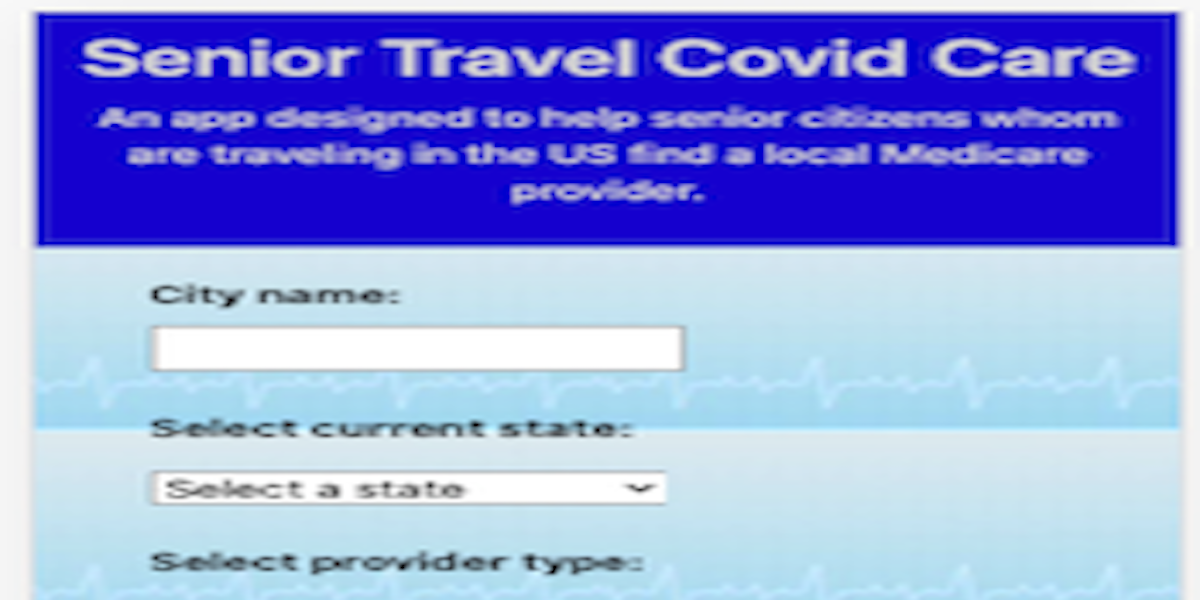 Senior Travel Covid Care
An app designed to help senior citizens whom
are traveling in the US find a local Medicare
provider.
City name:
Select current state:
Select a state
Select provider type: